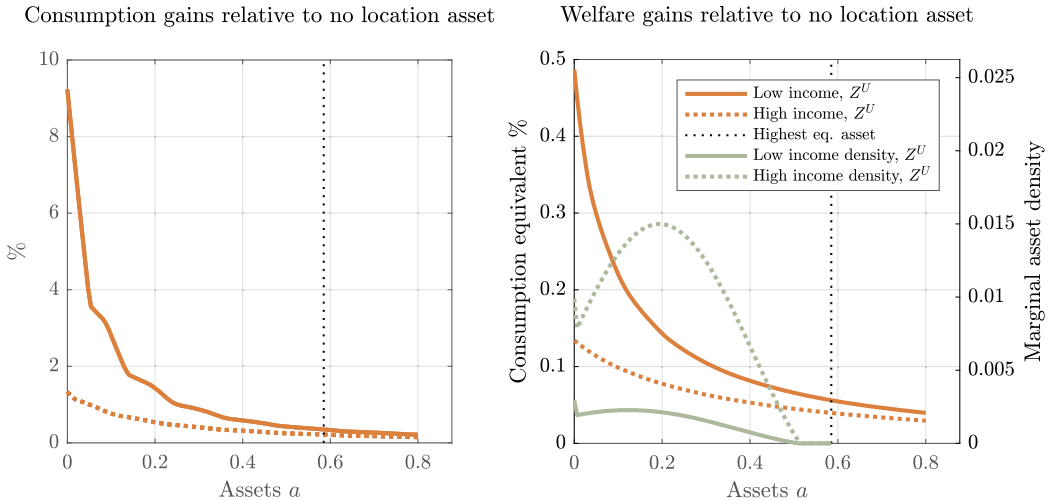 Consumption gains relative to no location asset
10
8
6
4
2
0
%
0
0.2
0.4
0.6
0.8
Assets a
Welfare gains relative to no location asset
0.5
0.4
0.3
0.2
0.1
0
Consumption equivalent %
Low income, Z^U
High income, Z^U
Highest eq. asset
Low income density, Z^U
High income density, Z^U
0.025
0.02
0.015
0.01
0.005
0
Marginal asset density
0
0.2
0.4
0.6
0.8
Assets a